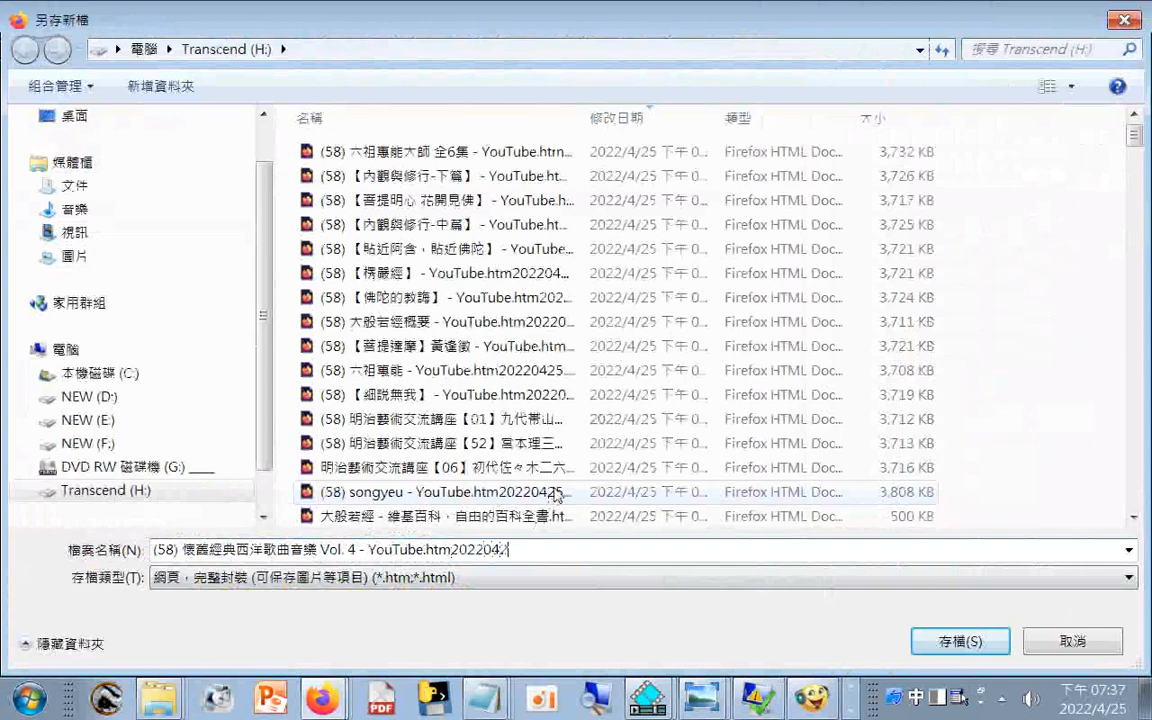 另存新檔
電腦 Transcend (H:)
搜尋 Transcend (H:)
組合管理 新增資料夾
名稱 修改日期 類型 大小
桌面
媒體櫃
文件
音樂
視訊
圖片
家用群組
電腦
本機磁碟 (C:)
NEW (D:)
NEW (E:)
NEW (F:)
DVD RW 磁碟機 (G:) ____
Transcend (H:)
(58) 六祖惠能大師 全6集 - YouTube.htm... 2022/4/25 下午 0... Firefox HTML Doc... 3,732 KB
(58) 【內觀與修行-下篇】 - YouTube.ht... 2022/4/25 下午 0... Firefox HTML Doc... 3,726 KB
(58) 【菩提明心 花開見佛】 - YouTube.h... 2022/4/25 下午 0... Firefox HTML Doc... 3,717 KB
(58) 【內觀與修行-中篇】 - YouTube.ht... 2022/4/25 下午 0... Firefox HTML Doc... 3,725 KB
(58) 【貼近阿含，貼近佛陀】 - YouTube... 2022/4/25 下午 0... Firefox HTML Doc... 3,721 KB
(58) 【楞嚴經】 - YouTube.htm202204... 2022/4/25 下午 0... Firefox HTML Doc... 3,721 KB
(58) 【佛陀的教誨】 - YouTube.htm202... 2022/4/25 下午 0... Firefox HTML Doc... 3,724 KB
(58) 大般若經概要 - YouTube.htm20220... 2022/4/25 下午 0... Firefox HTML Doc... 3,711 KB
(58) 【菩提達摩】黃逢徵 - YouTube.htm... 2022/4/25 下午 0... Firefox HTML Doc... 3,721 KB
(58) 六祖惠能 - YouTube.htm20220425... 2022/4/25 下午 0... Firefox HTML Doc... 3,708 KB
(58) 【細說無我】 - YouTube.htm20220... 2022/4/25 下午 0... Firefox HTML Doc... 3,719 KB
(58) 明治藝術交流講座【01】九代帯山... 2022/4/25 下午 0... Firefox HTML Doc... 3,712 KB
(58) 明治藝術交流講座【52】宮本理三... 2022/4/25 下午 0... Firefox HTML Doc... 3,713 KB
明治藝術交流講座【06】初代佐々木二六... 2022/4/25 下午 0... Firefox HTML Doc... 3,716 KB
(58) songyeu - YouTube.htm20220425... 2022/4/25 下午 0... Firefox HTML Doc... 3,808 KB
大般若經 - 維基百科，自由的百科全書.ht... 2022/4/25 下午 0... Firefox HTML Doc... 500 KB
檔案名稱(N): (58) 懷舊經典西洋歌曲音樂 Vol. 4 - YouTube.htm2022042
存檔類型(T): 網頁，完整封裝 (可保存圖片等項目) (*.htm;*.html)
隱藏資料夾 存檔(S) 取消
中
下午 07:37
2022/4/25